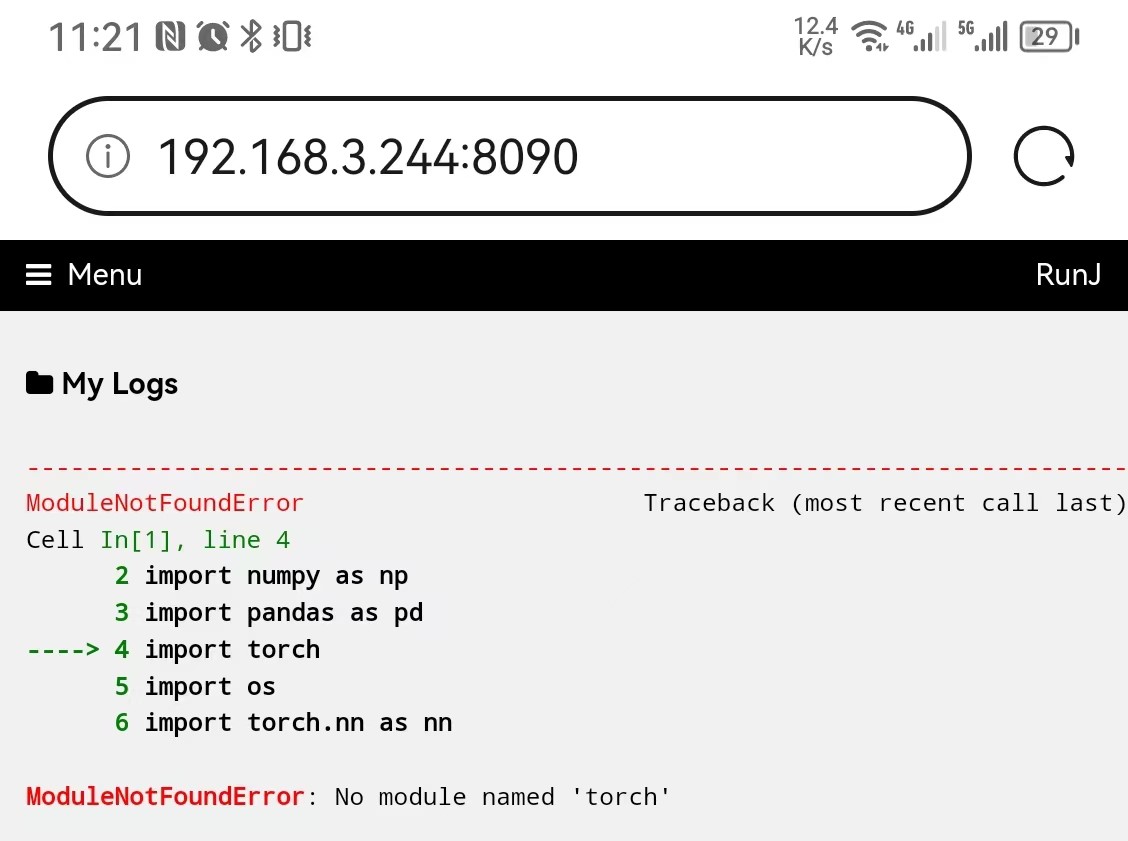 11:21 12.4 K/s 4G 5G 29
192.168.3.244:8090
Menu RunJ
My Logs
---------------------------------------------------------------------------
ModuleNotFoundError Traceback (most recent call last)
Cell In[1], line 4
2 import numpy as np
3 import pandas as pd
----> 4 import torch
5 import os
6 import torch.nn as nn
ModuleNotFoundError: No module named 'torch'